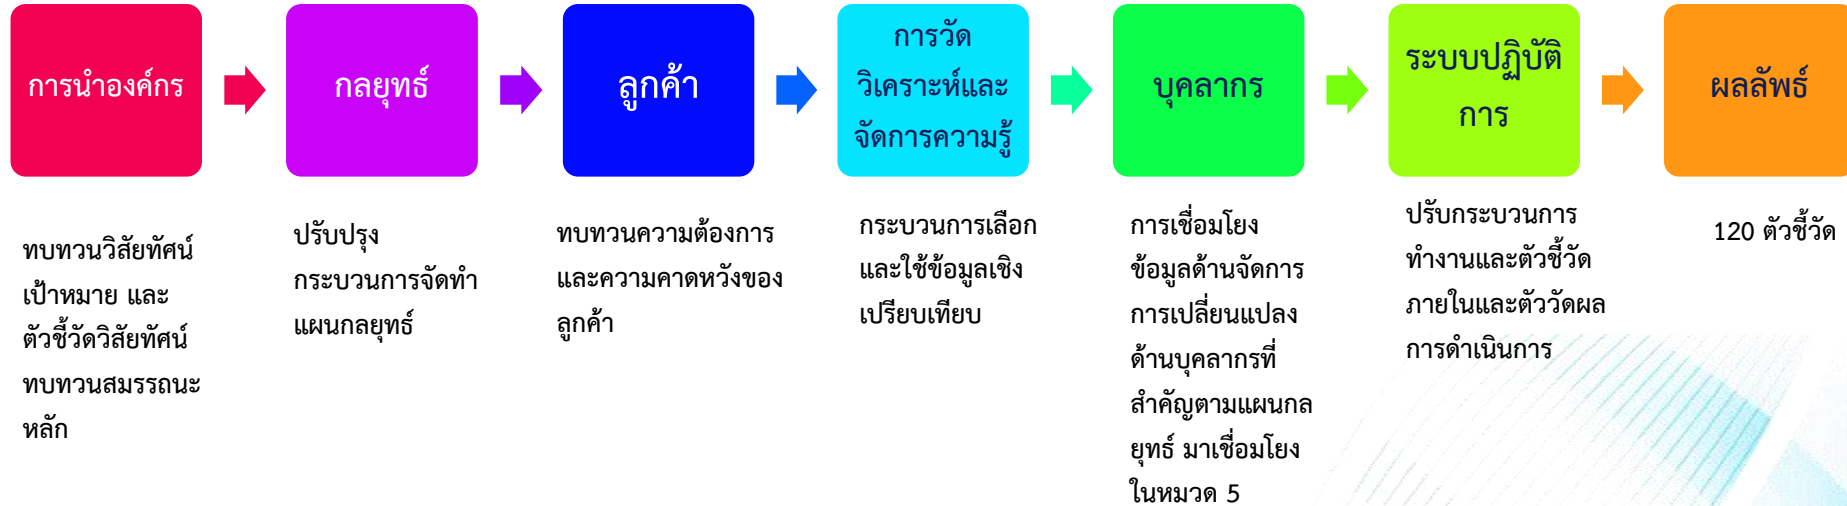 การนำองค์กร
กลยุทธ์
ลูกค้า
การวัด
วิเคราะห์และ
จัดการความรู้
บุคลากร
ระบบปฏิบัติ
การ
ผลลัพธ์
ทบทวนวิสัยทัศน์
เป้าหมาย และ
ตัวชี้วัดวิสัยทัศน์
ทบทวนสมรรถนะ
หลัก
ปรับปรุง
กระบวนการจัดทำ
แผนกลยุทธ์
ทบทวนความต้องการ
และความคาดหวังของ
ลูกค้า
กระบวนการเลือก
และใช้ข้อมูลเชิง
เปรียบเทียบ
การเชื่อมโยง
ข้อมูลด้านจัดการ
การเปลี่ยนแปลง
ด้านบุคลากรที่
สำคัญตามแผนกล
ยุทธ์ มาเชื่อมโยง
ในหมวด 5
ปรับกระบวนการ
ทำงานและตัวชี้วัด
ภายในและตัววัดผล
การดำเนินการ
120 ตัวชี้วัด